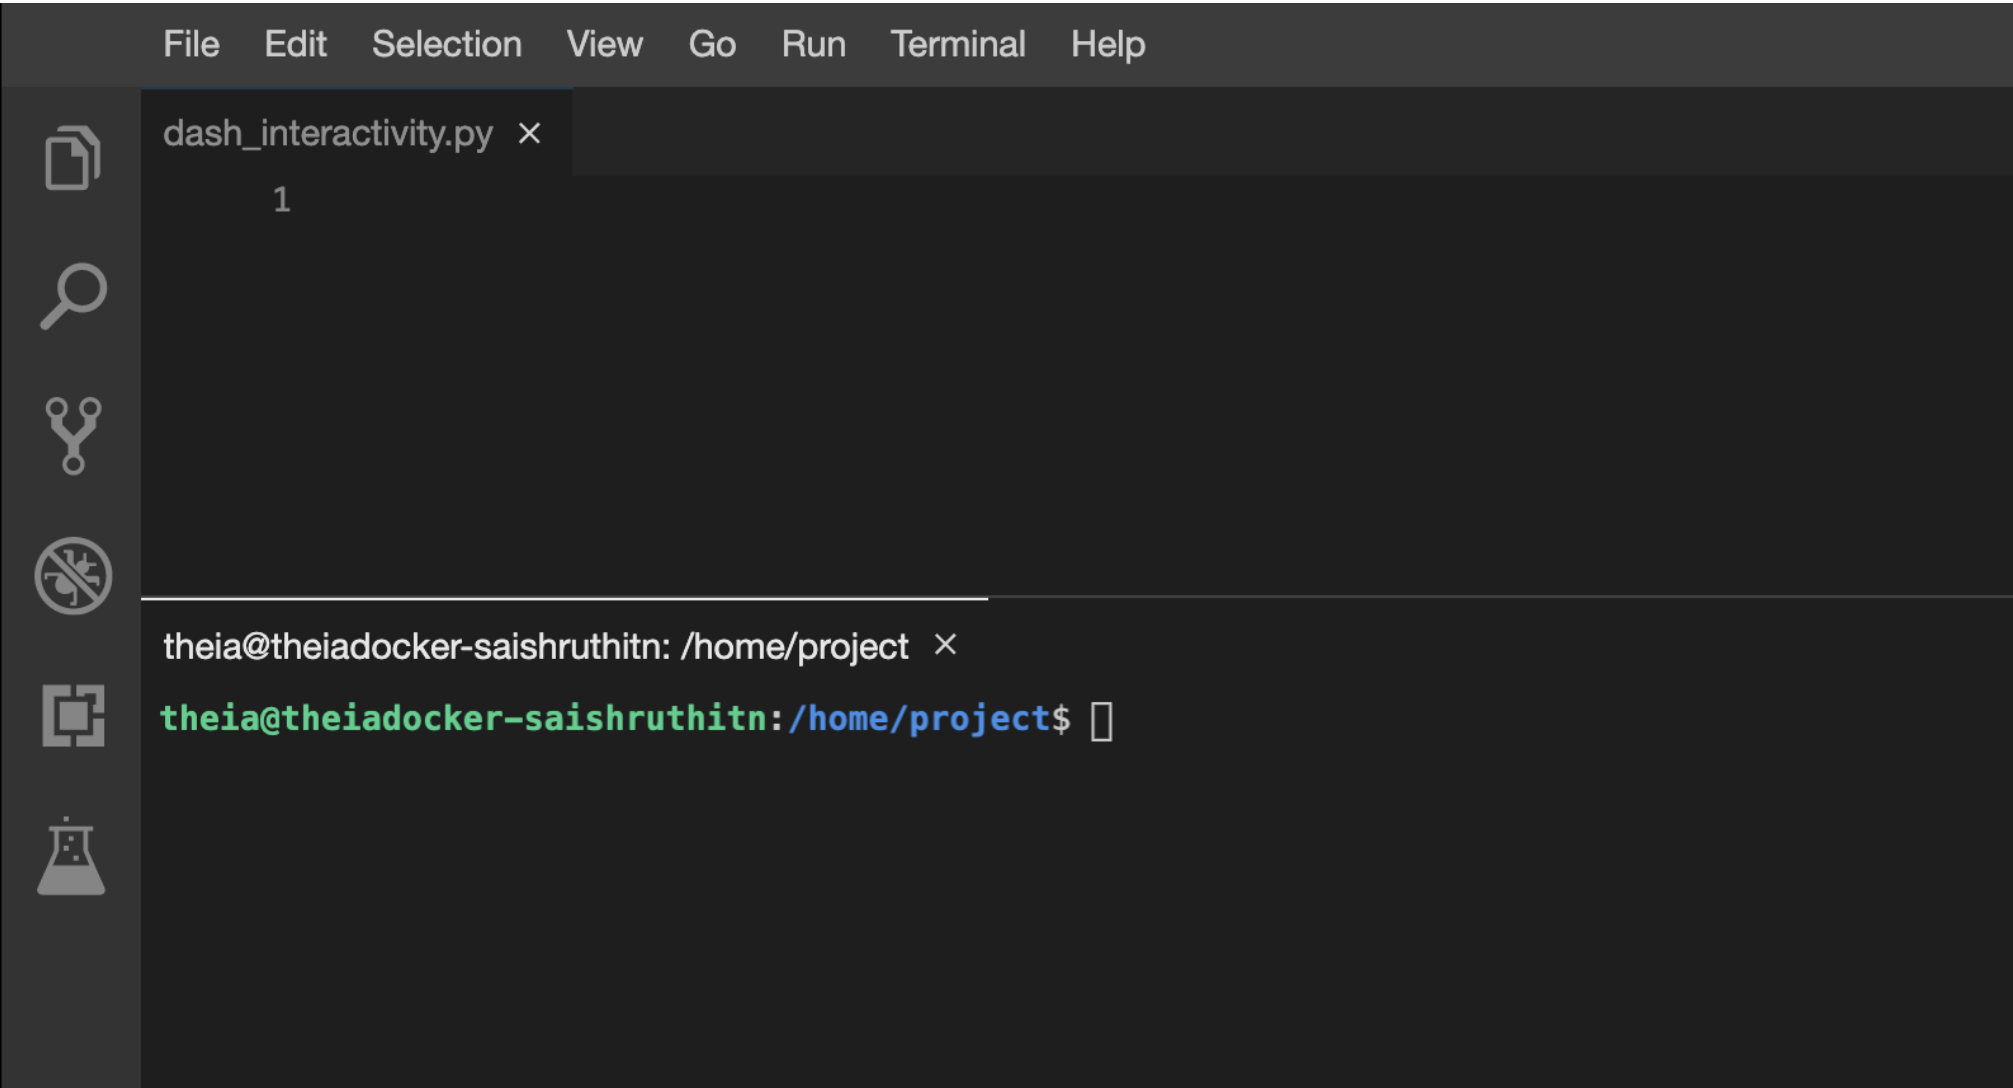 File Edit Selection View Go Run Terminal Help
dash_interactivity.py ×
1
theia@theiadocker-saishruthitn: /home/project ×
theia@theiadocker-saishruthitn:/home/project$